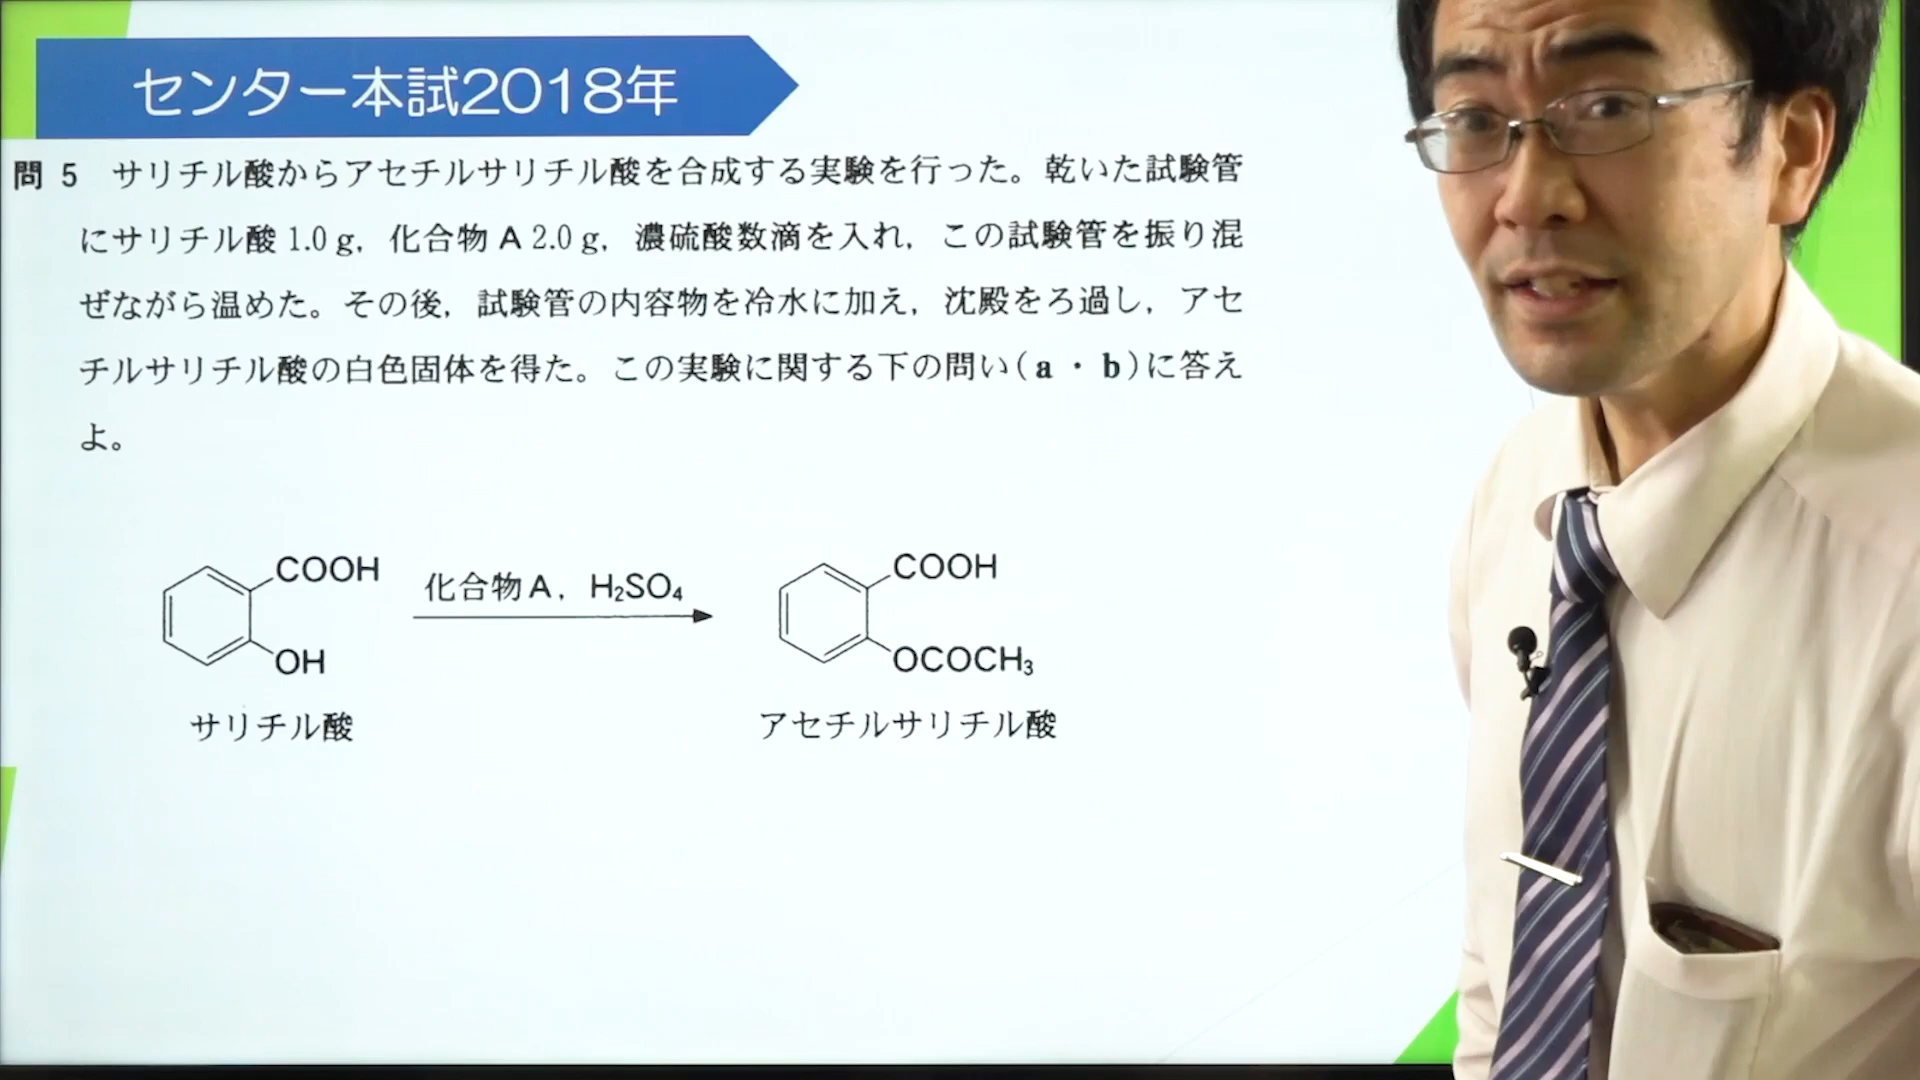 センター本試2018年
問 5 サリチル酸からアセチルサリチル酸を合成する実験を行った。乾いた試験管
にサリチル酸 1.0 g，化合物 A 2.0 g，濃硫酸数滴を入れ，この試験管を振り混
ぜながら温めた。その後，試験管の内容物を冷水に加え，沈殿をろ過し，アセ
チルサリチル酸の白色固体を得た。この実験に関する下の問い(a・b)に答え
よ。
COOH
OH
サリチル酸
化合物 A，H₂SO₄
COOH
OCOCH₃
アセチルサリチル酸